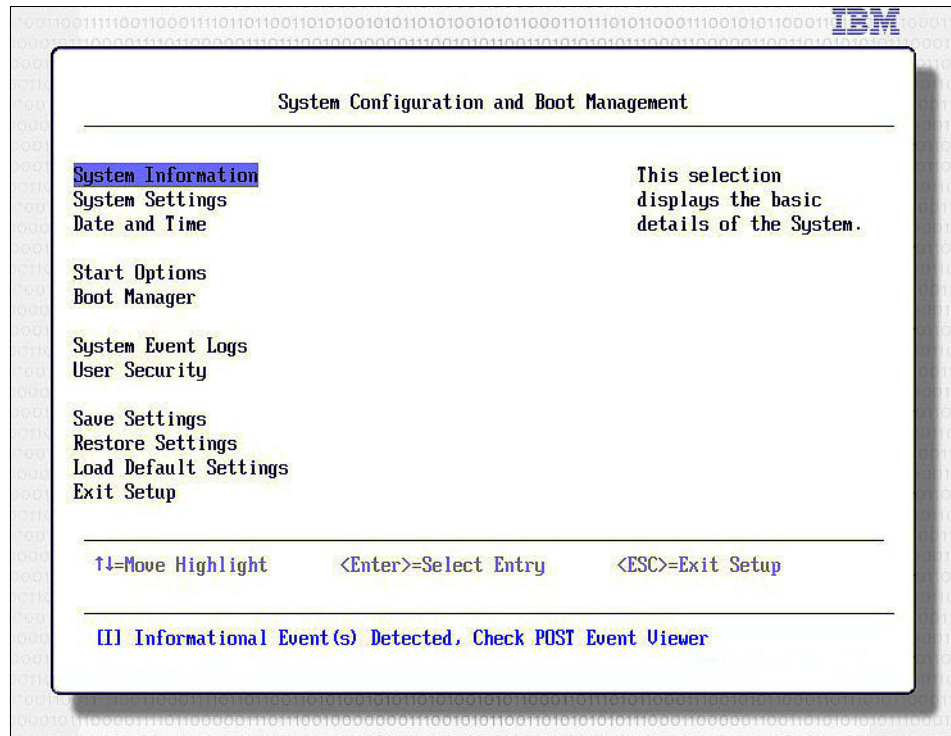 IBM
System Configuration and Boot Management
System Information
This selection
System Settings
displays the basic
Date and Time
details of the System.
Start Options
Boot Manager
System Event Logs
User Security
Save Settings
Restore Settings
Load Default Settings
Exit Setup
↑↓=Move Highlight <Enter>=Select Entry <ESC>=Exit Setup
[I] Informational Event(s) Detected, Check POST Event Viewer